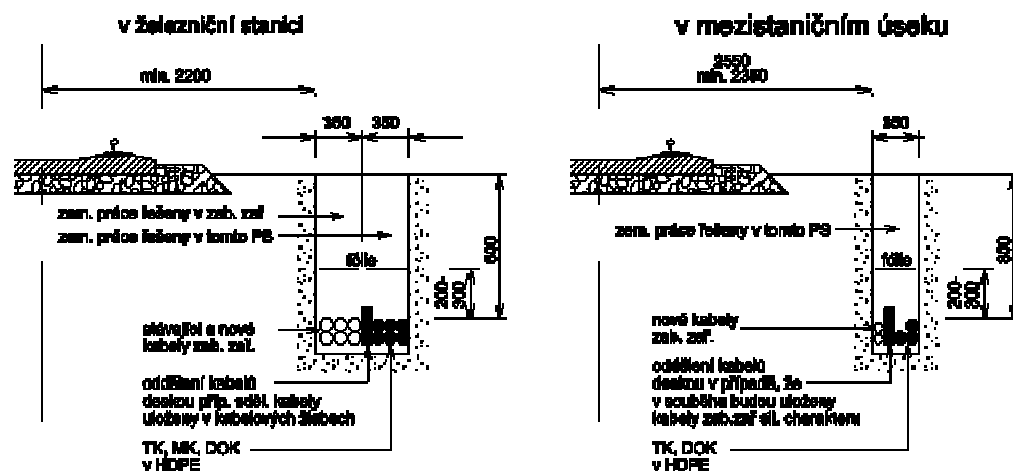 v železniční stanici
min. 2200
350 350
zem. práce řešeny v zab. zař
zem. práce řešeny v tomto PS
fólie
200-
300
stávající a nové
kabely zab. zař.
oddělení kabelů
deskou příp. sděl. kabely
uloženy v kabelových žlabech
TK, MK, DOK
v HDPE
v mezistaničním úseku
2550
min. 2350
350
zem. práce řešeny v tomto PS
fólie
200-
300
800
nové kabely
zab. zař.
oddělení kabelů
deskou v případě, že
v souběhu budou uloženy
kabely zab.zař sil. charakteru
TK, DOK
v HDPE